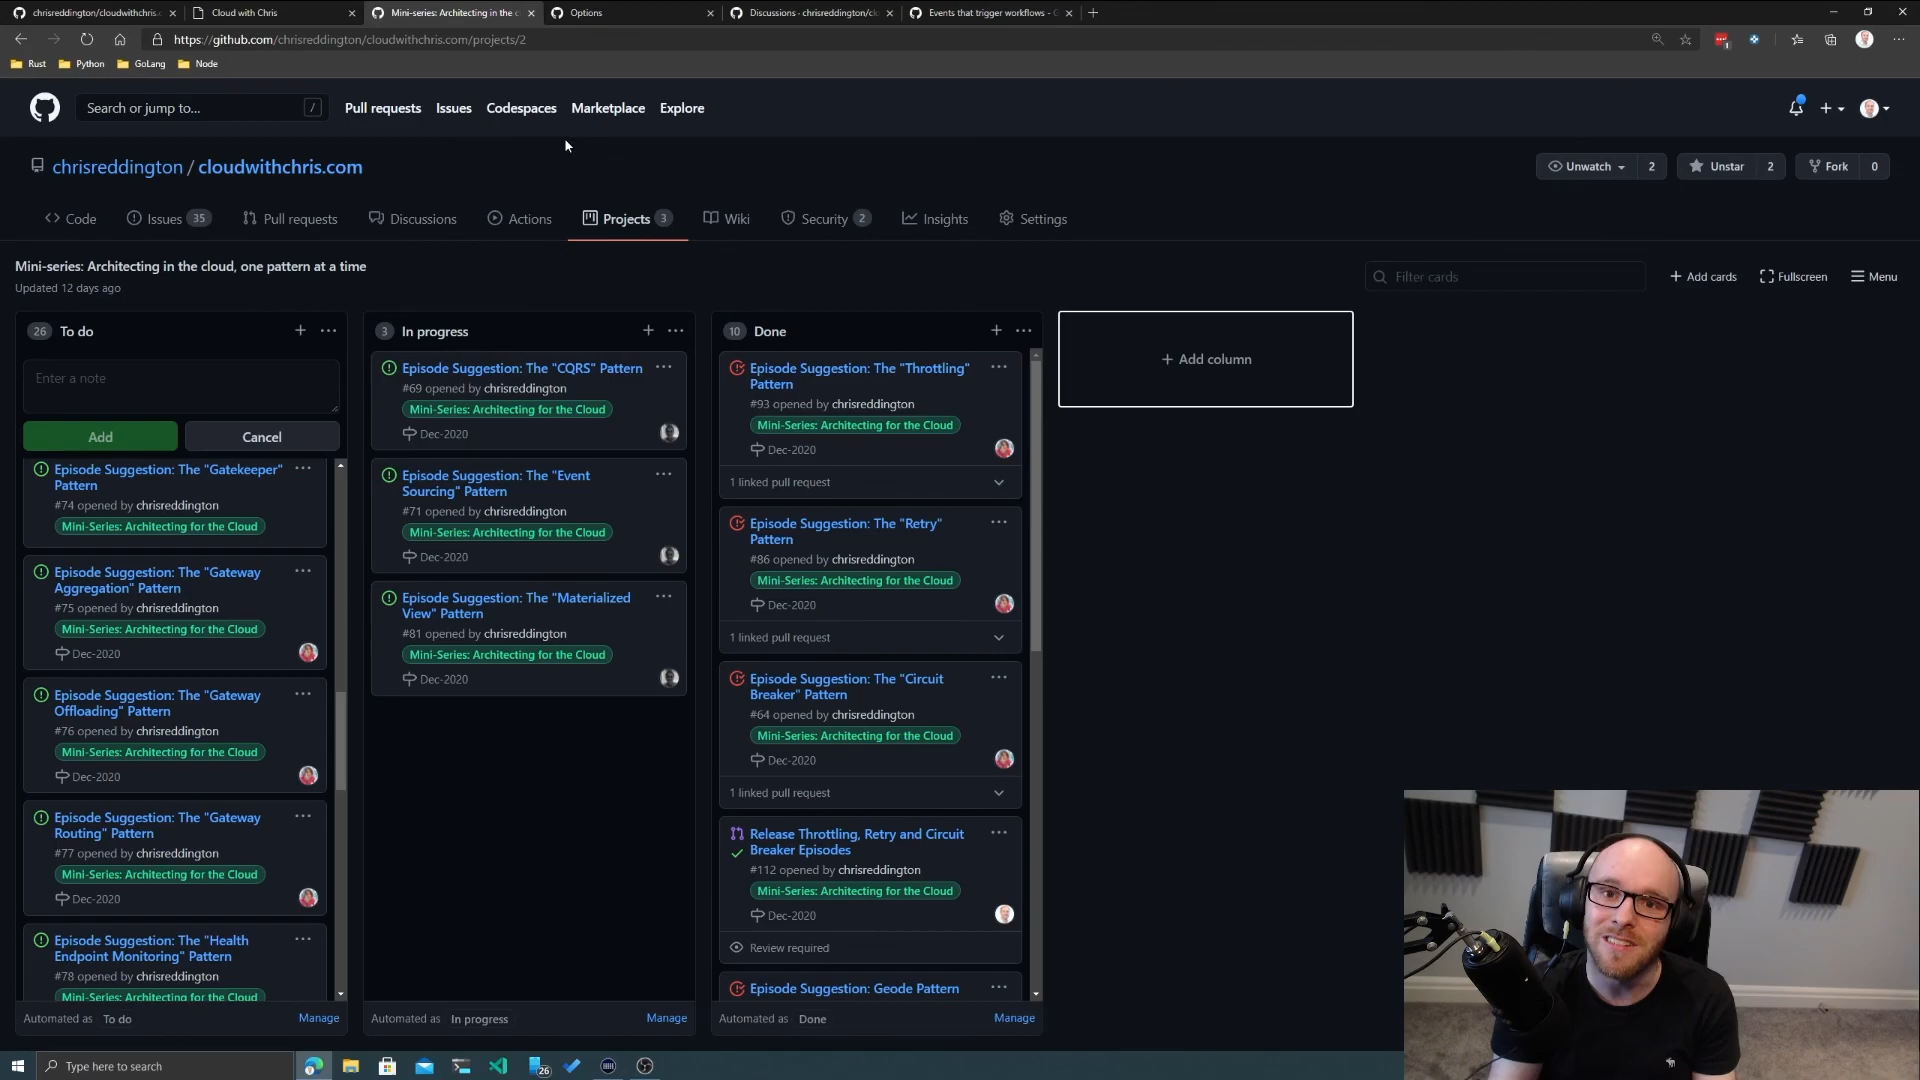 chrisreddington/cloudwithchris.c
Cloud with Chris
Mini-series: Architecting in the c
Options
Discussions · chrisreddington/cl
Events that trigger workflows - G
https://github.com/chrisreddington/cloudwithchris.com/projects/2
Rust
Python
GoLang
Node
Search or jump to...
/
Pull requests
Issues
Codespaces
Marketplace
Explore
chrisreddington / cloudwithchris.com
Unwatch
2
Unstar
2
Fork
0
Code
Issues 35
Pull requests
Discussions
Actions
Projects 3
Wiki
Security 2
Insights
Settings
Mini-series: Architecting in the cloud, one pattern at a time
Updated 12 days ago
Filter cards
Add cards
Fullscreen
Menu
26 To do
Enter a note
Add
Cancel
Episode Suggestion: The "Gatekeeper"
Pattern
#74 opened by chrisreddington
Mini-Series: Architecting for the Cloud
Episode Suggestion: The "Gateway
Aggregation" Pattern
#75 opened by chrisreddington
Mini-Series: Architecting for the Cloud
Dec-2020
Episode Suggestion: The "Gateway
Offloading" Pattern
#76 opened by chrisreddington
Mini-Series: Architecting for the Cloud
Dec-2020
Episode Suggestion: The "Gateway
Routing" Pattern
#77 opened by chrisreddington
Mini-Series: Architecting for the Cloud
Dec-2020
Episode Suggestion: The "Health
Endpoint Monitoring" Pattern
#78 opened by chrisreddington
Mini-Series: Architecting for the Cloud
Automated as To do
Manage
3 In progress
Episode Suggestion: The "CQRS" Pattern
#69 opened by chrisreddington
Mini-Series: Architecting for the Cloud
Dec-2020
Episode Suggestion: The "Event
Sourcing" Pattern
#71 opened by chrisreddington
Mini-Series: Architecting for the Cloud
Dec-2020
Episode Suggestion: The "Materialized
View" Pattern
#81 opened by chrisreddington
Mini-Series: Architecting for the Cloud
Dec-2020
Automated as In progress
Manage
10 Done
Episode Suggestion: The "Throttling"
Pattern
#93 opened by chrisreddington
Mini-Series: Architecting for the Cloud
Dec-2020
1 linked pull request
Episode Suggestion: The "Retry"
Pattern
#86 opened by chrisreddington
Mini-Series: Architecting for the Cloud
Dec-2020
1 linked pull request
Episode Suggestion: The "Circuit
Breaker" Pattern
#64 opened by chrisreddington
Mini-Series: Architecting for the Cloud
Dec-2020
1 linked pull request
Release Throttling, Retry and Circuit
Breaker Episodes
#112 opened by chrisreddington
Mini-Series: Architecting for the Cloud
Dec-2020
Review required
Episode Suggestion: Geode Pattern
Automated as Done
Manage
+ Add column
Type here to search
26